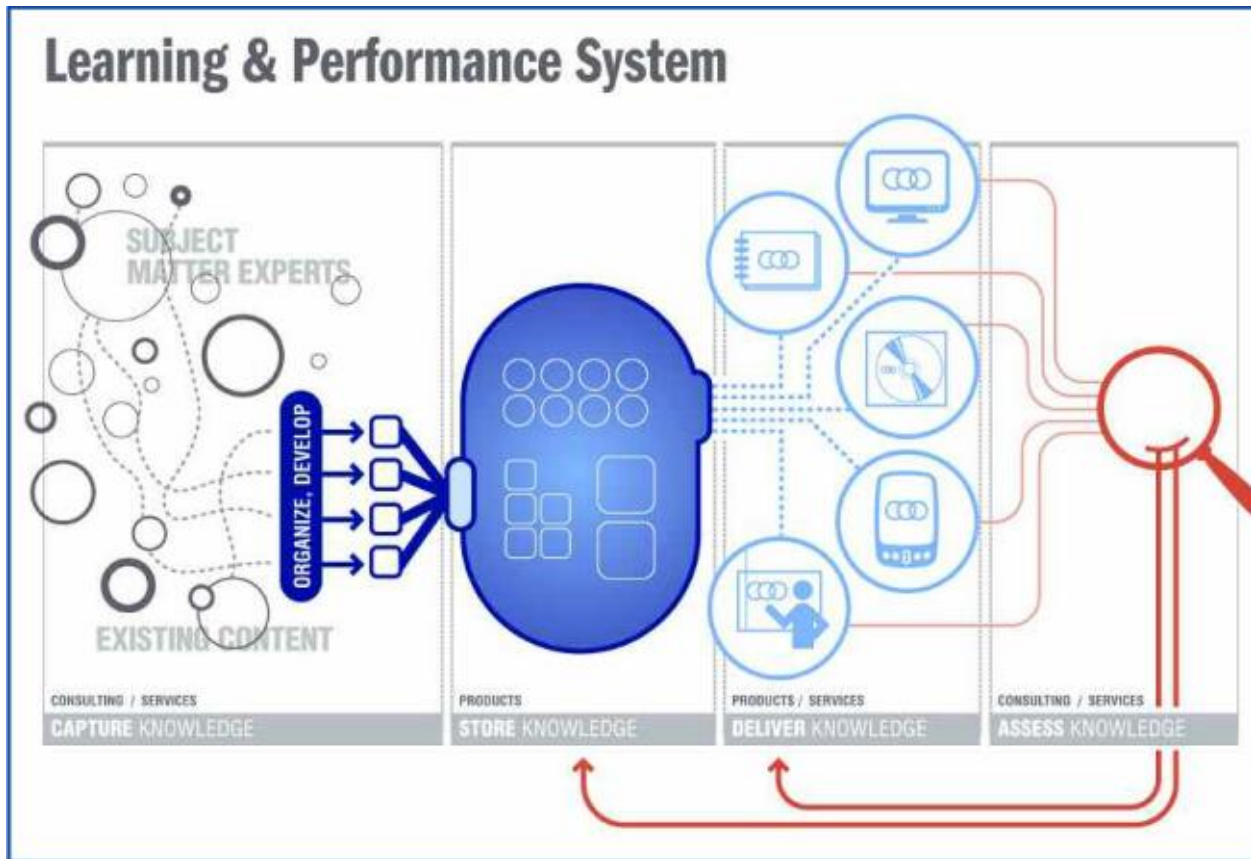 Learning & Performance System
SUBJECT
MATTER EXPERTS
ORGANIZE, DEVELOP
EXISTING CONTENT
CONSULTING / SERVICES
CAPTURE KNOWLEDGE
PRODUCTS
STORE KNOWLEDGE
PRODUCTS / SERVICES
DELIVER KNOWLEDGE
CONSULTING / SERVICES
ASSESS KNOWLEDGE